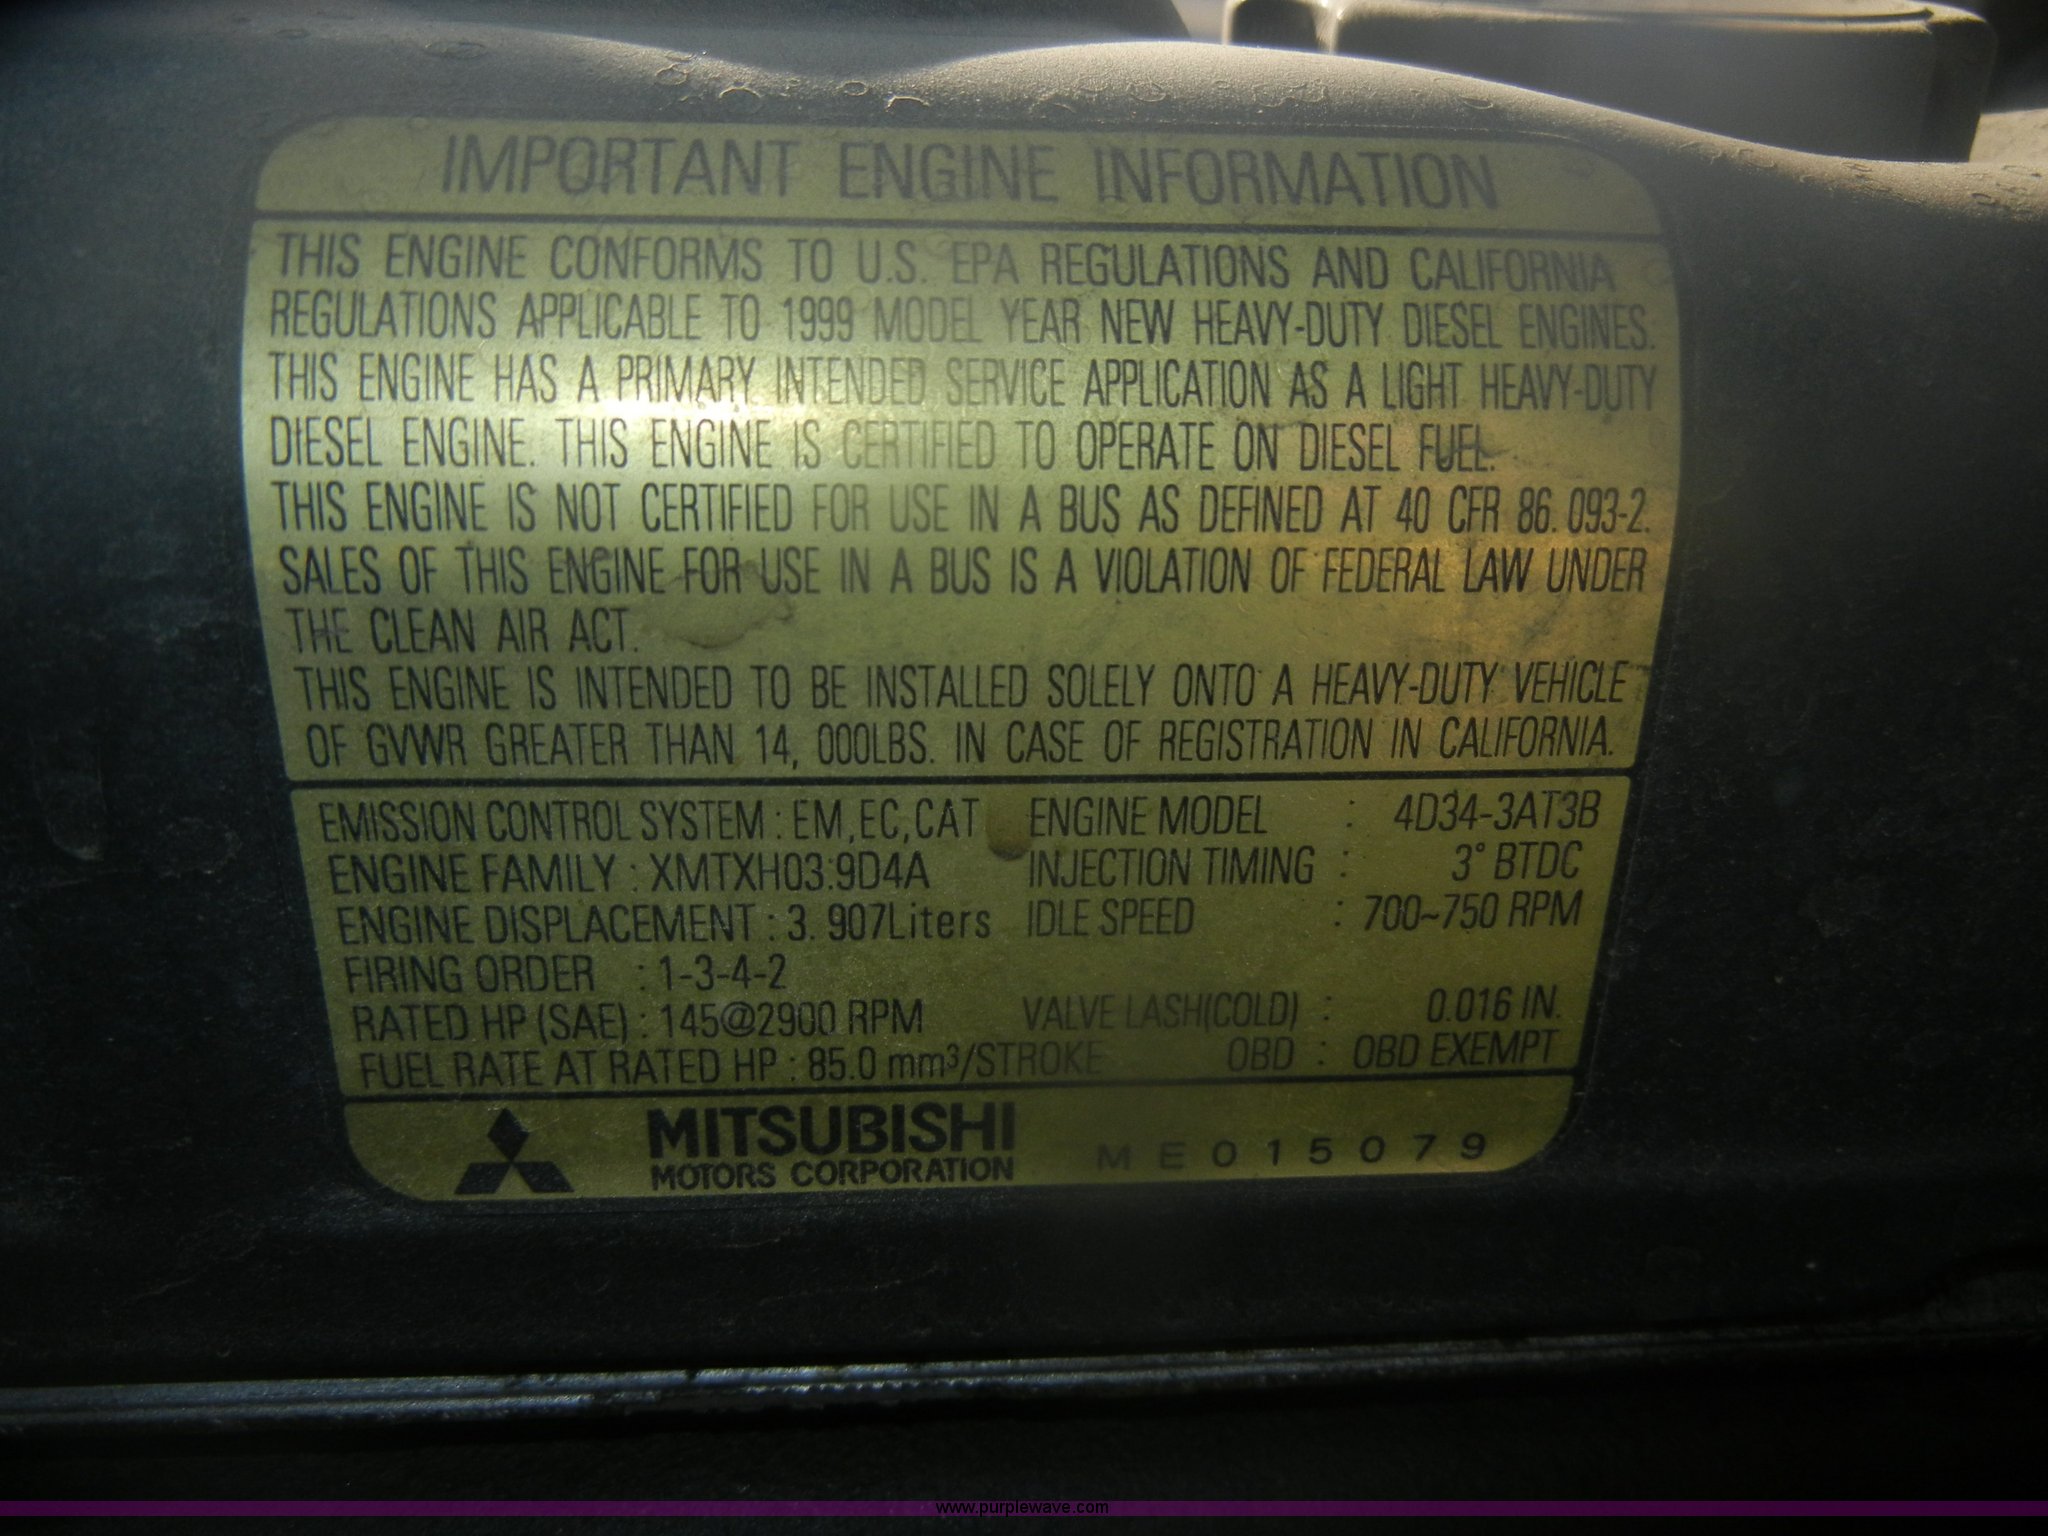 IMPORTANT ENGINE INFORMATION
THIS ENGINE CONFORMS TO U.S. EPA REGULATIONS AND CALIFORNIA
REGULATIONS APPLICABLE TO 1999 MODEL YEAR NEW HEAVY-DUTY DIESEL ENGINES.
THIS ENGINE HAS A PRIMARY INTENDED SERVICE APPLICATION AS A LIGHT HEAVY-DUTY
DIESEL ENGINE. THIS ENGINE IS CERTIFIED TO OPERATE ON DIESEL FUEL.
THIS ENGINE IS NOT CERTIFIED FOR USE IN A BUS AS DEFINED AT 40 CFR 86. 093-2.
SALES OF THIS ENGINE FOR USE IN A BUS IS A VIOLATION OF FEDERAL LAW UNDER
THE CLEAN AIR ACT.
THIS ENGINE IS INTENDED TO BE INSTALLED SOLELY ONTO A HEAVY-DUTY VEHICLE
OF GVWR GREATER THAN 14, 000LBS. IN CASE OF REGISTRATION IN CALIFORNIA.
EMISSION CONTROL SYSTEM : EM, EC, CAT ENGINE MODEL : 4D34-3AT3B
ENGINE FAMILY : XMTXH03.9D4A INJECTION TIMING : 3° BTDC
ENGINE DISPLACEMENT : 3. 907Liters IDLE SPEED : 700~750 RPM
FIRING ORDER : 1-3-4-2
RATED HP (SAE) : 145@2900 RPM VALVE LASH(COLD) : 0.016 IN.
FUEL RATE AT RATED HP : 85.0 mm³/STROKE OBD : OBD EXEMPT
MITSUBISHI
MOTORS CORPORATION ME015079
www.purplewave.com